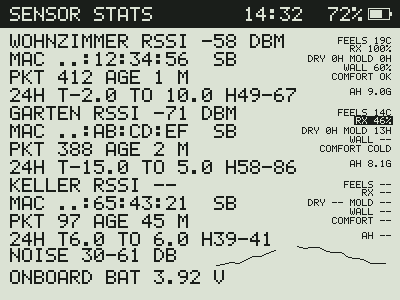 SENSOR STATS 14:32 72%
WOHNZIMMER RSSI -58 DBM FEELS 19C
RX 100%
MAC ..:12:34:56 SB DRY 0H MOLD 0H
WALL 60%
PKT 412 AGE 1 M COMFORT OK
24H T-2.0 TO 10.0 H49-67 AH 9.0G
GARTEN RSSI -71 DBM FEELS 14C
RX 46%
MAC ..:AB:CD:EF SB DRY 0H MOLD 13H
WALL --
PKT 388 AGE 2 M COMFORT COLD
24H T-15.0 TO 5.0 H58-86 AH 8.1G
KELLER RSSI -- FEELS --
RX --
MAC ..:65:43:21 SB DRY -- MOLD --
WALL --
PKT 97 AGE 45 M COMFORT --
24H T6.0 TO 6.0 H39-41 AH --
NOISE 30-61 DB
ONBOARD BAT 3.92 V